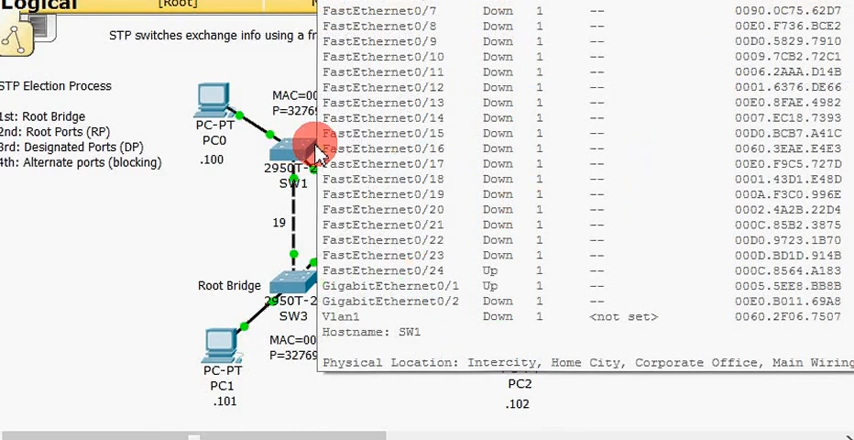 Logical
[Root]
STP switches exchange info using a fr
STP Election Process
1st: Root Bridge
2nd: Root Ports (RP)
3rd: Designated Ports (DP)
4th: Alternate ports (blocking)
MAC=00
P=32769
PC-PT
PC0
.100
2950T-2
SW1
19
Root Bridge
2950T-2
SW3
MAC=00
P=32769
PC-PT
PC1
.101
FastEthernet0/7 Down 1 -- 0090.0C75.62D7
FastEthernet0/8 Down 1 -- 00E0.F736.BCE2
FastEthernet0/9 Down 1 -- 00D0.5829.7910
FastEthernet0/10 Down 1 -- 0009.7CB2.72C1
FastEthernet0/11 Down 1 -- 0006.2AAA.D14B
FastEthernet0/12 Down 1 -- 0001.6376.DE66
FastEthernet0/13 Down 1 -- 00E0.8FAE.4982
FastEthernet0/14 Down 1 -- 0007.EC18.7393
FastEthernet0/15 Down 1 -- 00D0.BCB7.A41C
FastEthernet0/16 Down 1 -- 0060.3EAE.E4E3
FastEthernet0/17 Down 1 -- 00E0.F9C5.727D
FastEthernet0/18 Down 1 -- 0001.43D1.E48D
FastEthernet0/19 Down 1 -- 000A.F3C0.996E
FastEthernet0/20 Down 1 -- 0002.4A2B.22D4
FastEthernet0/21 Down 1 -- 000C.85B2.3875
FastEthernet0/22 Down 1 -- 00D0.9723.1B70
FastEthernet0/23 Down 1 -- 00D0.BD1D.914B
FastEthernet0/24 Up 1 -- 000C.8564.A183
GigabitEthernet0/1 Up 1 -- 0005.5EE8.BB8B
GigabitEthernet0/2 Down 1 -- 00E0.B011.69A8
Vlan1 Down 1 <not set> 0060.2F06.7507
Hostname: SW1
Physical Location: Intercity, Home City, Corporate Office, Main Wiring
PC2
.102